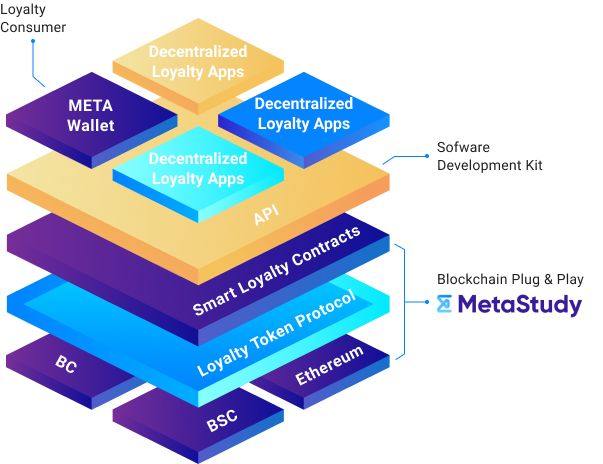 Loyalty
Consumer
Decentralized
Loyalty Apps
META
Wallet
Decentralized
Loyalty Apps
Decentralized
Loyalty Apps
Sofware
Development Kit
API
Smart Loyalty Contracts
Blockchain Plug & Play
MetaStudy
Loyalty Token Protocol
BC
Ethereum
BSC